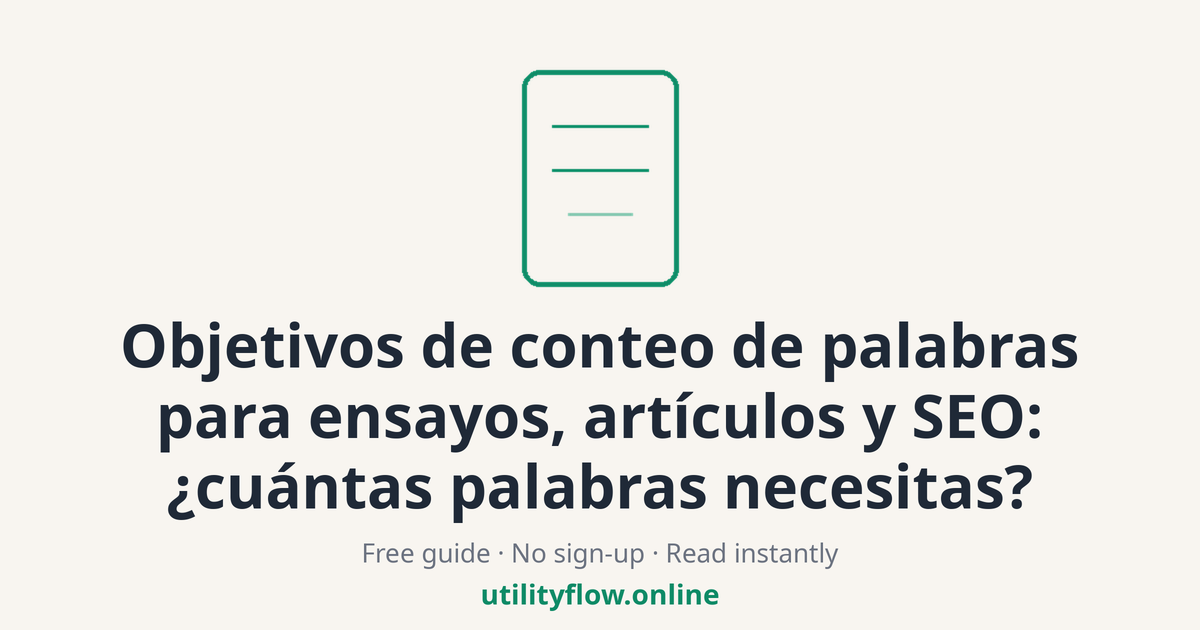 Objetivos de conteo de palabras
para ensayos, artículos y SEO:
¿cuántas palabras necesitas?
Free guide · No sign-up · Read instantly
utilityflow.online